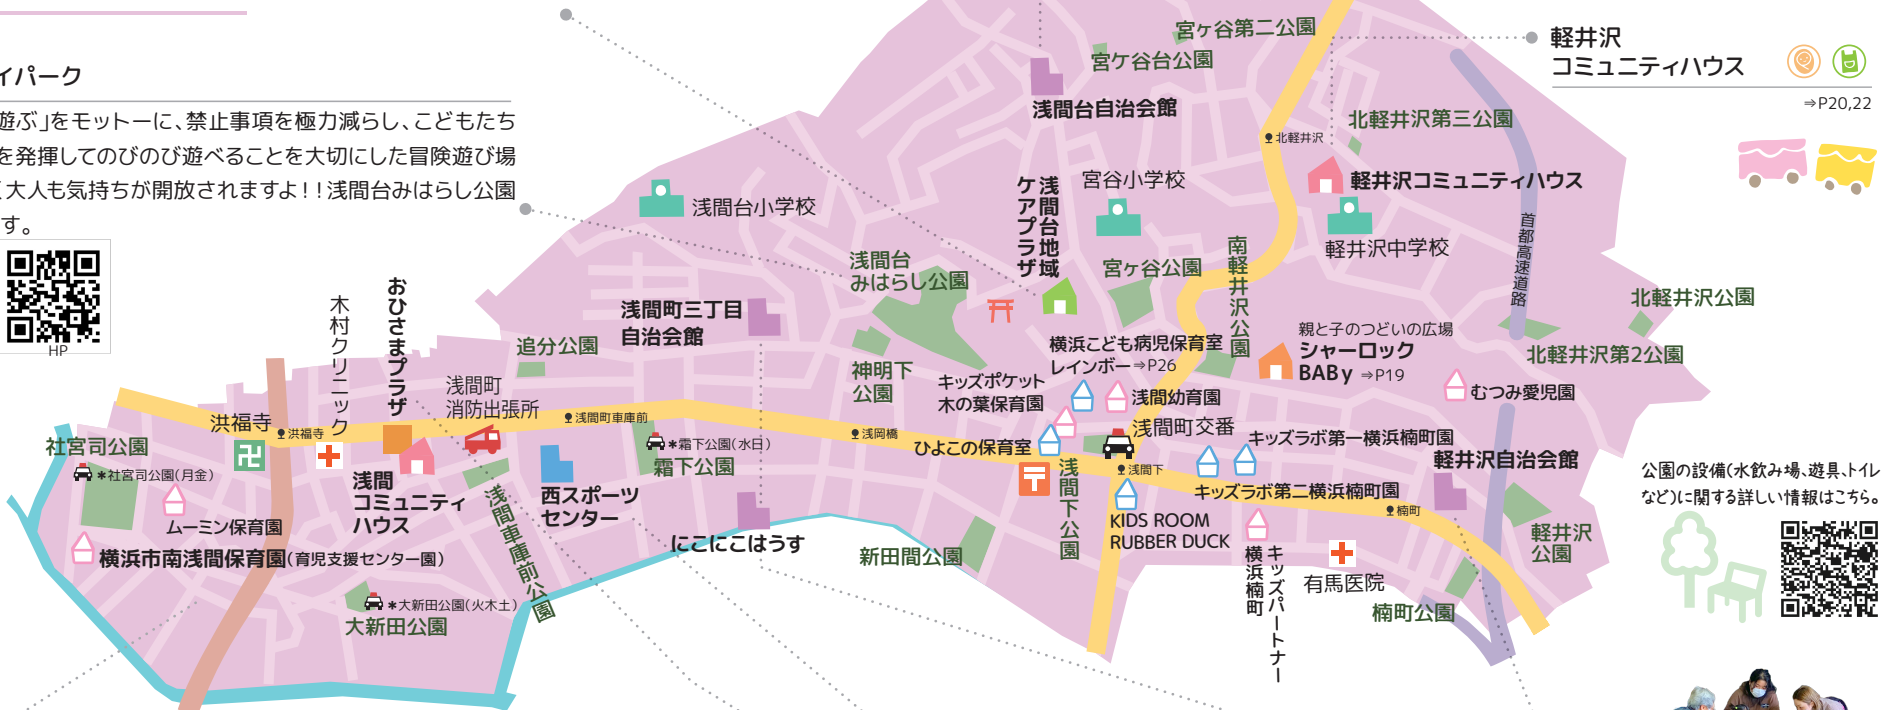 イパーク
遊ぶ」をモットーに、禁止事項を極力減らし、こどもたち
を発揮してのびのび遊べることを大切にした冒険遊び場
大人も気持ちが開放されますよ!!浅間台みはらし公園
す。
HP
軽井沢
コミュニティハウス
⇒P20,22
宮ヶ谷第二公園
宮ケ谷台公園
浅間台自治会館
北軽井沢
北軽井沢第三公園
軽井沢コミュニティハウス
軽井沢中学校
首都高速道路
宮谷小学校
浅間台地域
ケアプラザ
浅間台小学校
浅間台
みはらし公園
宮ヶ谷公園
南軽井沢公園
北軽井沢公園
北軽井沢第2公園
親と子のつどいの広場
シャーロック
BABy ⇒P19
むつみ愛児園
横浜こども病児保育室
レインボー⇒P26
キッズポケット
木の葉保育園
浅間幼育園
浅間町交番
ひよこの保育室
浅間下
浅間下公園
キッズラボ第一横浜楠町園
キッズラボ第二横浜楠町園
軽井沢自治会館
楠町
KIDS ROOM
RUBBER DUCK
キッズパートナー
横浜楠町
有馬医院
楠町公園
軽井沢
公園
公園の設備(水飲み場、遊具、トイレ
など)に関する詳しい情報はこちら。
おひさまプラザ
木村クリニック
浅間町三丁目
自治会館
追分公園
浅間町
消防出張所
神明下
公園
浅間町車庫前
浅岡橋
*霜下公園(水日)
霜下公園
洪福寺
洪福寺
社宮司公園
*社宮司公園(月金)
ムーミン保育園
横浜市南浅間保育園(育児支援センター園)
浅間
コミュニティ
ハウス
浅間車庫前公園
西スポーツ
センター
にこにこはうす
新田間公園
*大新田公園(火木土)
大新田公園